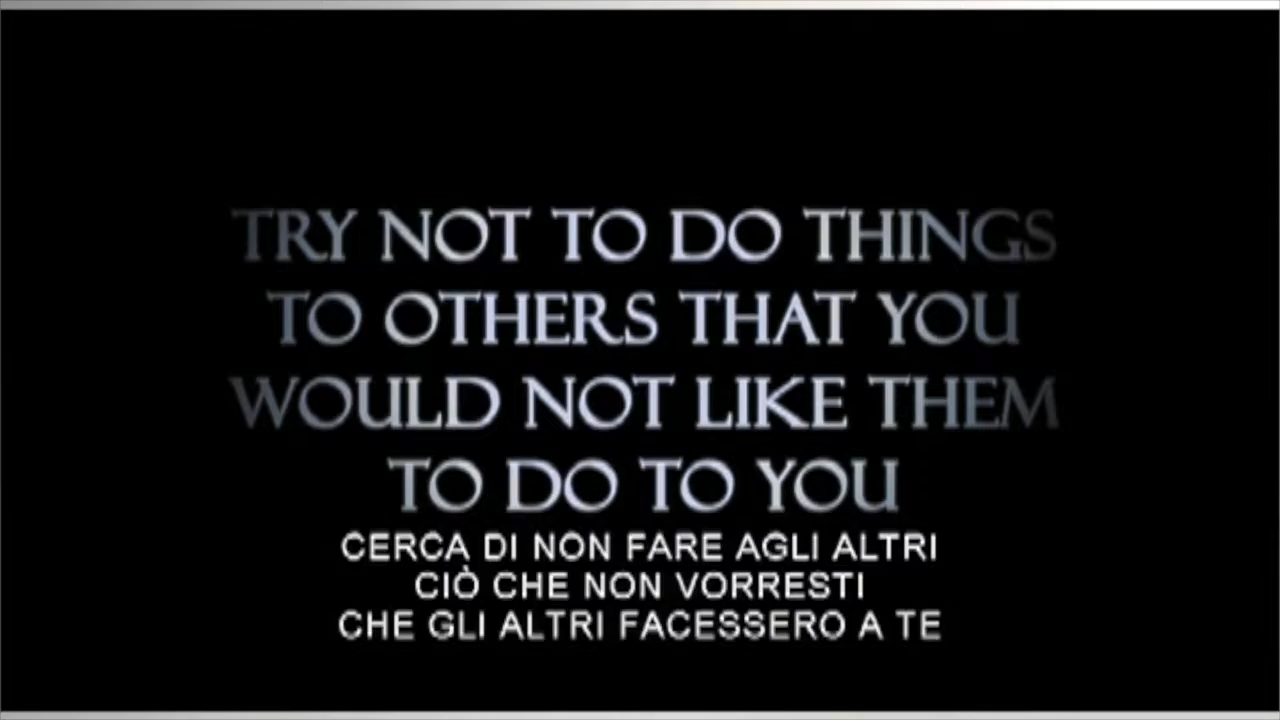 TRY NOT TO DO THINGS
TO OTHERS THAT YOU
WOULD NOT LIKE THEM
TO DO TO YOU
CERCA DI NON FARE AGLI ALTRI
CIÒ CHE NON VORRESTI
CHE GLI ALTRI FACESSERO A TE